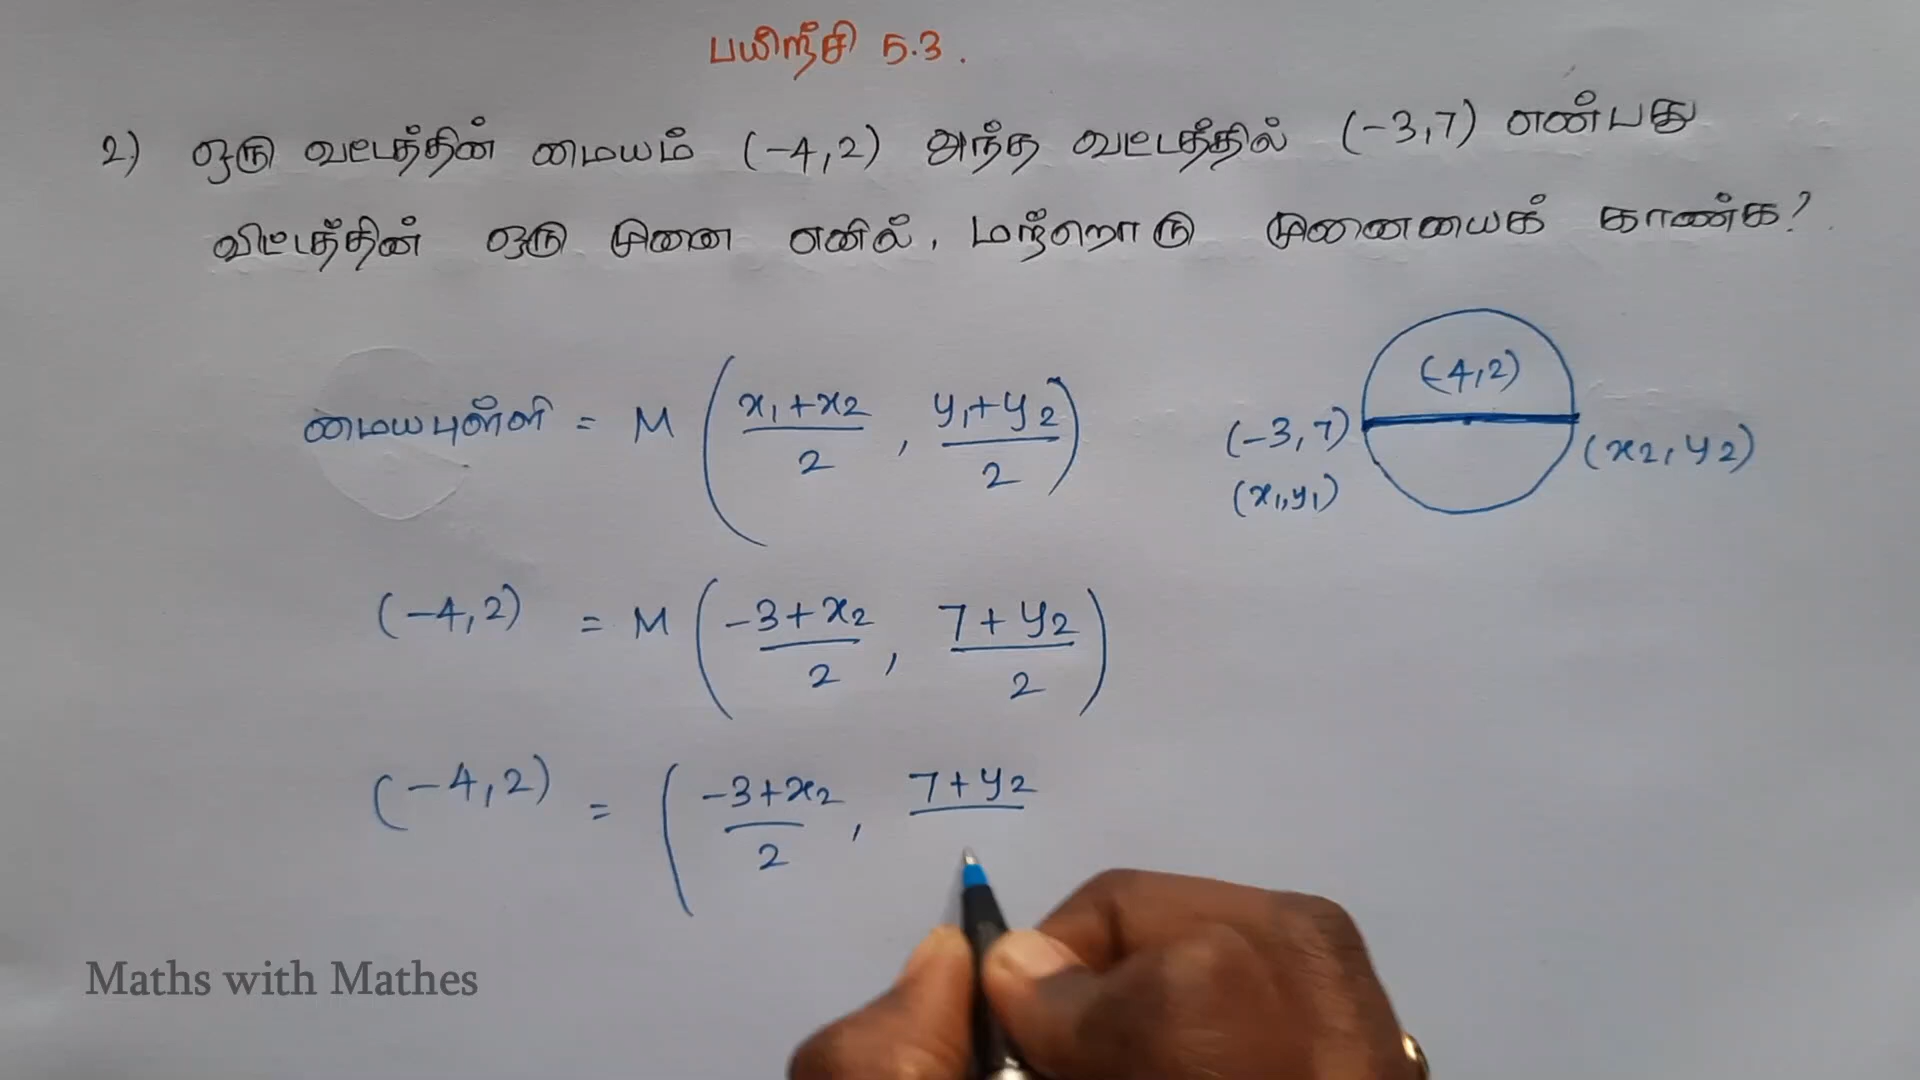 பயிற்சி 5.3.
2) ஒரு வட்டத்தின் மையம் (-4,2) அந்த வட்டத்தில் (-3,7) என்பது
விட்டத்தின் ஒரு முனை எனில், மற்றொரு முனையைக் காண்க?
(-4,2)
மையபுள்ளி = M ( x₁+x₂ / 2 , y₁+y₂ / 2 )
(-3,7)
(x₂,y₂)
(x₁,y₁)
(-4,2) = M ( -3+x₂ / 2 , 7+y₂ / 2 )
(-4,2) = ( -3+x₂ / 2 , 7+y₂
Maths with Mathes